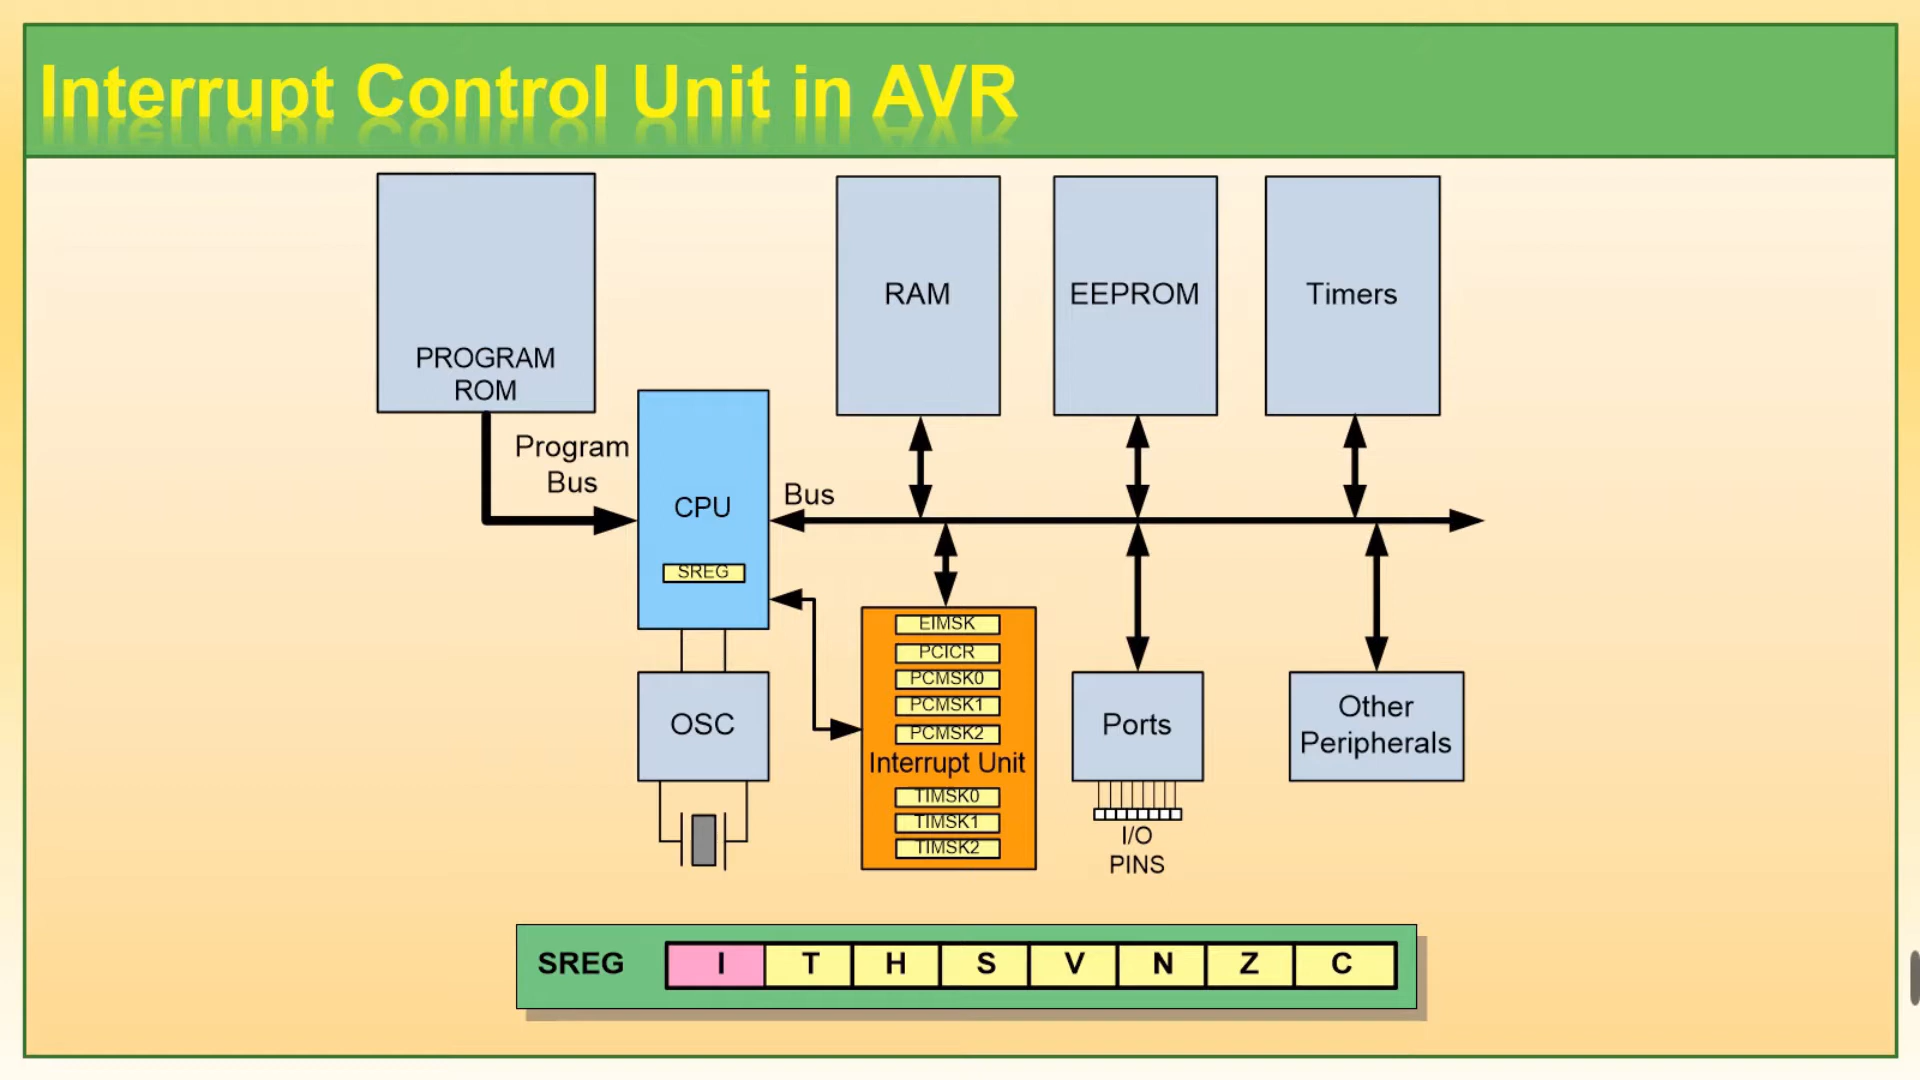 Interrupt Control Unit in AVR
PROGRAM
ROM
RAM
EEPROM
Timers
Program
Bus
CPU
SREG
Bus
EIMSK
PCICR
PCMSK0
PCMSK1
PCMSK2
Interrupt Unit
TIMSK0
TIMSK1
TIMSK2
OSC
Ports
I/O
PINS
Other
Peripherals
SREG I T H S V N Z C